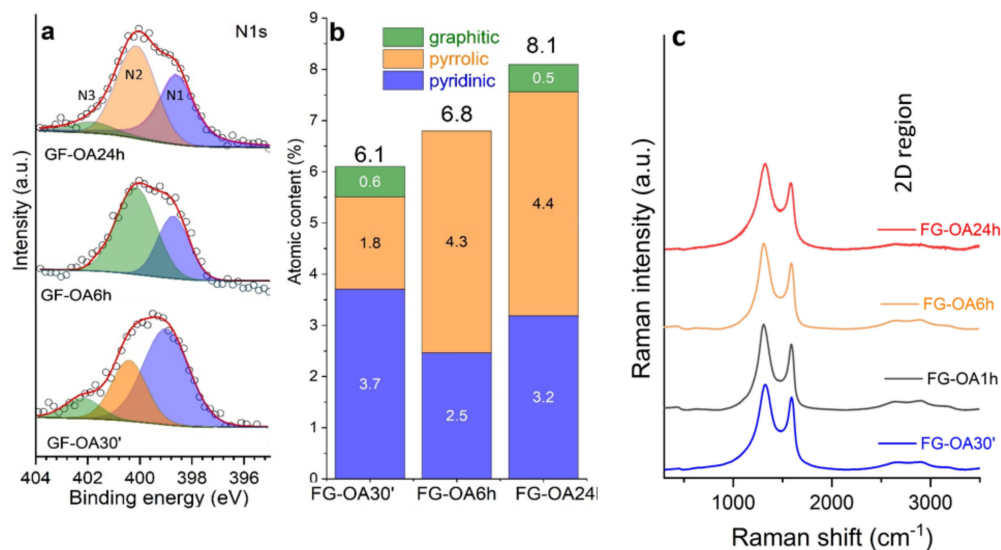 a
N1s
N3
N2
N1
GF-OA24h
GF-OA6h
GF-OA30'
Intensity (a.u.)
404 402 400 398 396
Binding energy (eV)
b
graphitic
pyrrolic
pyridinic
8.1
6.8
6.1
0.6
1.8
3.7
4.3
2.5
0.5
4.4
3.2
Atomic content (%)
9
8
7
6
5
4
3
2
1
0
FG-OA30' FG-OA6h FG-OA24l
c
2D region
FG-OA24h
FG-OA6h
FG-OA1h
FG-OA30'
Raman intensity (a.u.)
1000 2000 3000
Raman shift (cm⁻¹)